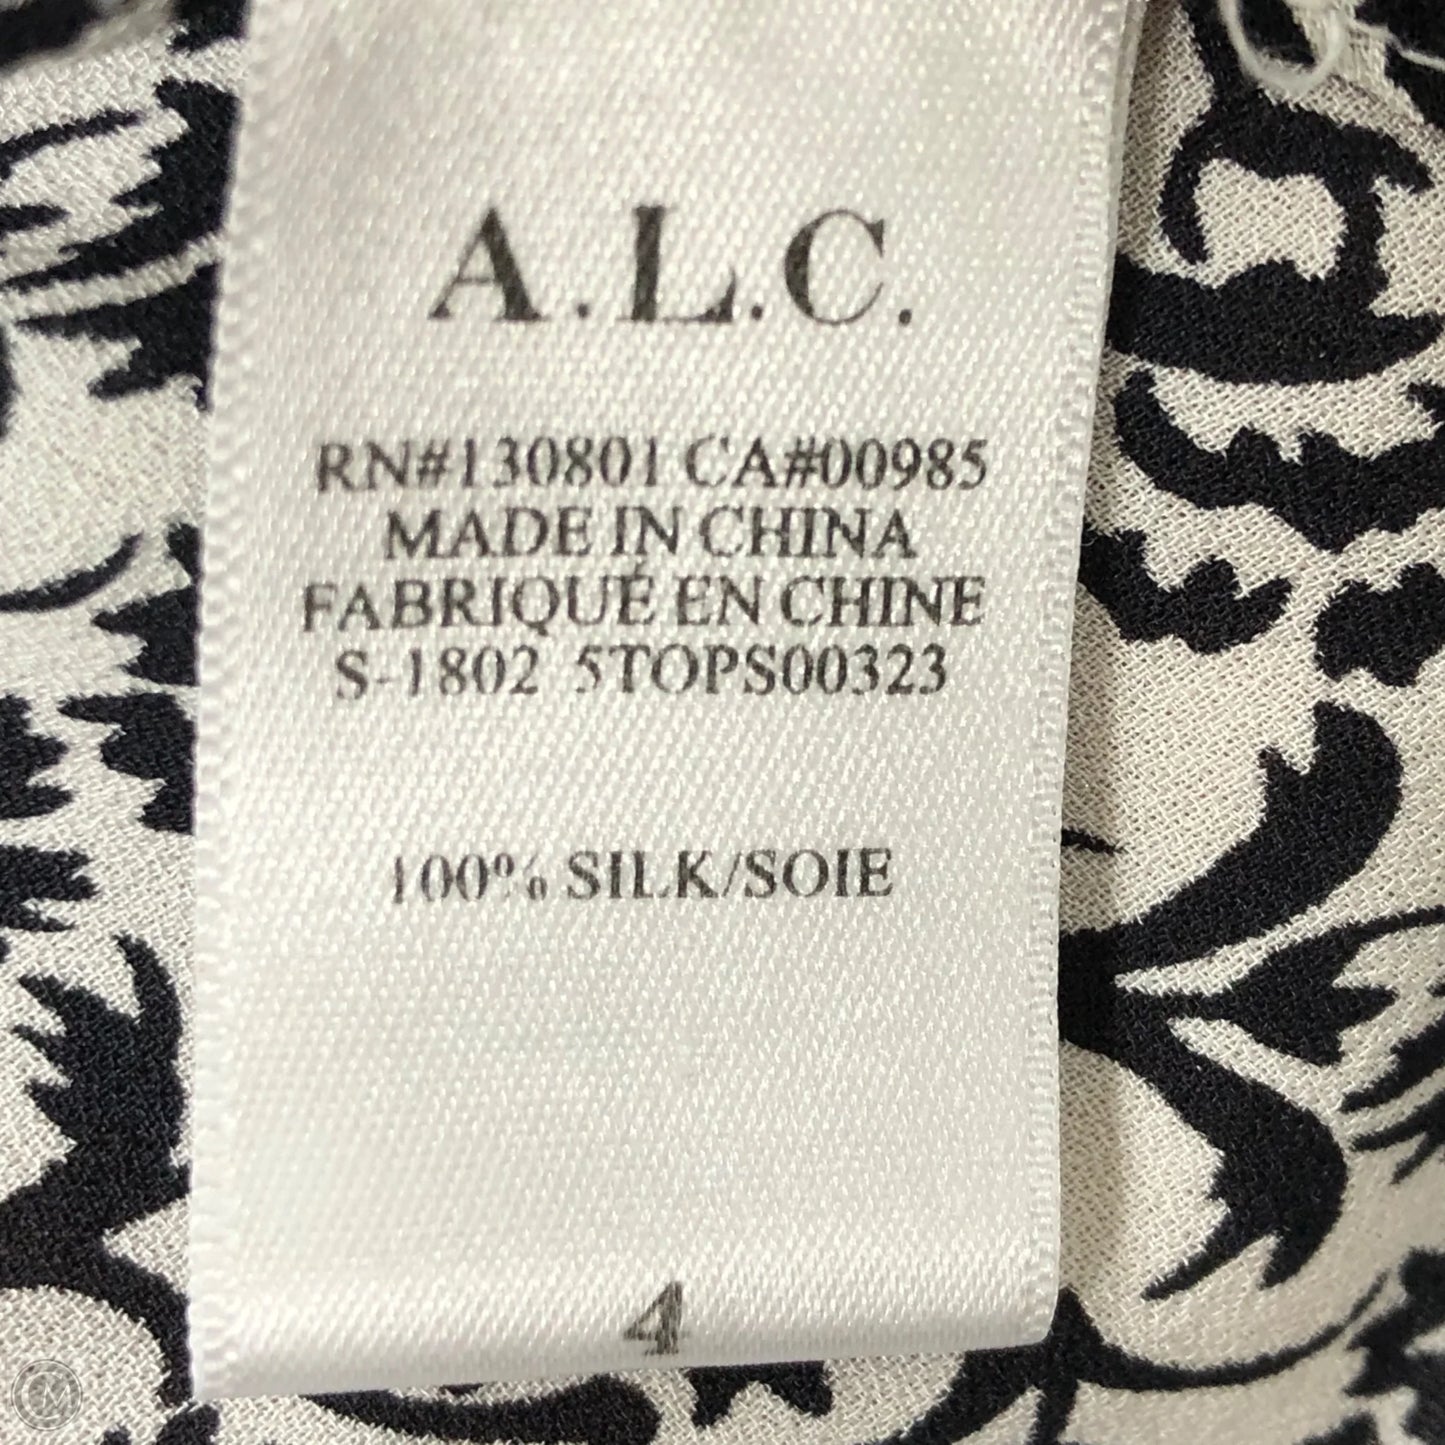 A.L.C.
RN#130801 CA#00985
MADE IN CHINA
FABRIQUÉ EN CHINE
S-1802 5TOPS00323
100% SILK/SOIE
4